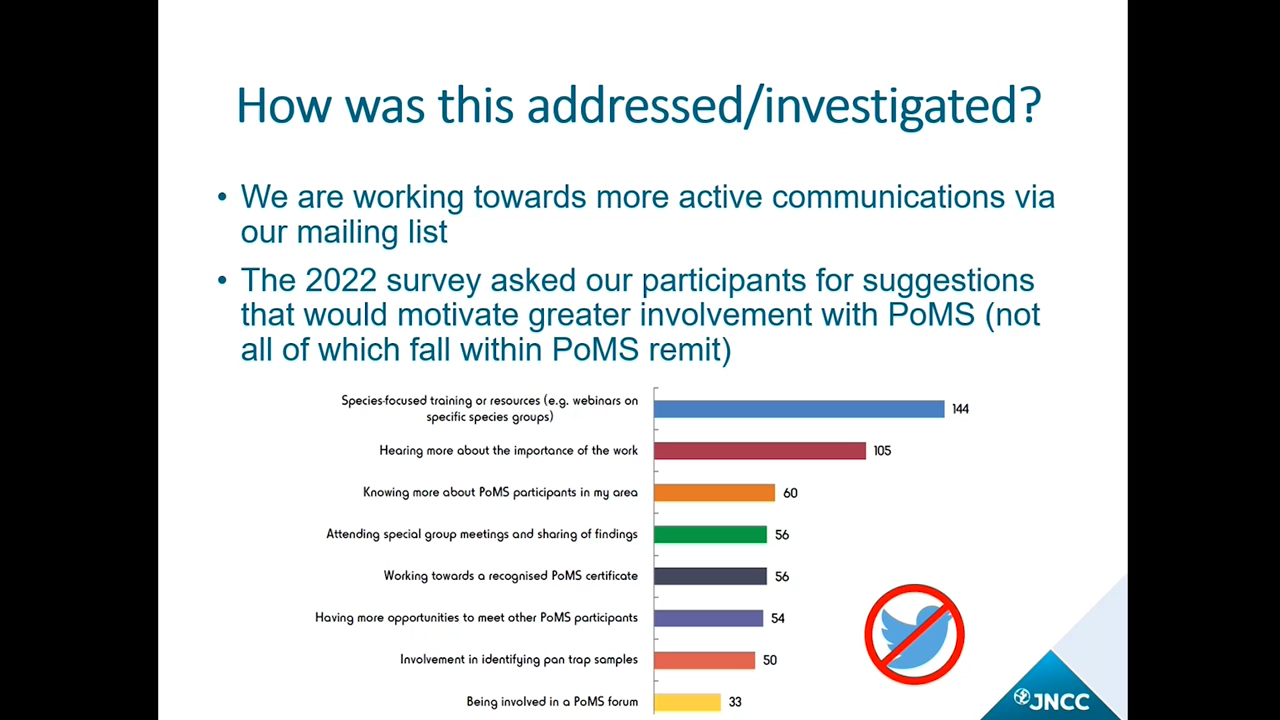 How was this addressed/investigated?
• We are working towards more active communications via
our mailing list
• The 2022 survey asked our participants for suggestions
that would motivate greater involvement with PoMS (not
all of which fall within PoMS remit)
Species-focused training or resources (e.g. webinars on
specific species groups)
144
Hearing more about the importance of the work
105
Knowing more about PoMS participants in my area
60
Attending special group meetings and sharing of findings
56
Working towards a recognised PoMS certificate
56
Having more opportunities to meet other PoMS participants
54
Involvement in identifying pan trap samples
50
Being involved in a PoMS forum
33
JNCC